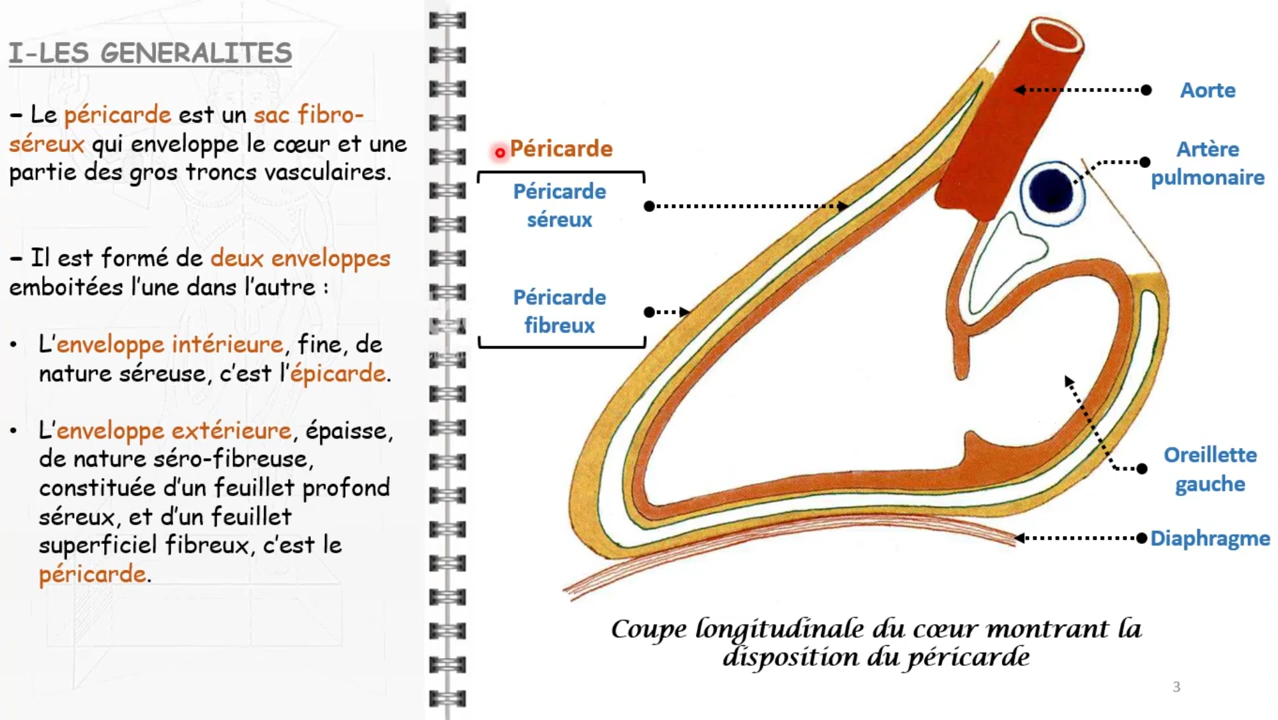 I-LES GENERALITES
– Le péricarde est un sac fibro-
séreux qui enveloppe le cœur et une
partie des gros troncs vasculaires.
– Il est formé de deux enveloppes
emboitées l’une dans l’autre :
• L’enveloppe intérieure, fine, de
nature séreuse, c’est l’épicarde.
• L’enveloppe extérieure, épaisse,
de nature séro-fibreuse,
constituée d’un feuillet profond
séreux, et d’un feuillet
superficiel fibreux, c’est le
péricarde.
Péricarde
Péricarde
séreux
Péricarde
fibreux
Aorte
Artère
pulmonaire
Oreillette
gauche
Diaphragme
Coupe longitudinale du cœur montrant la
disposition du péricarde
3